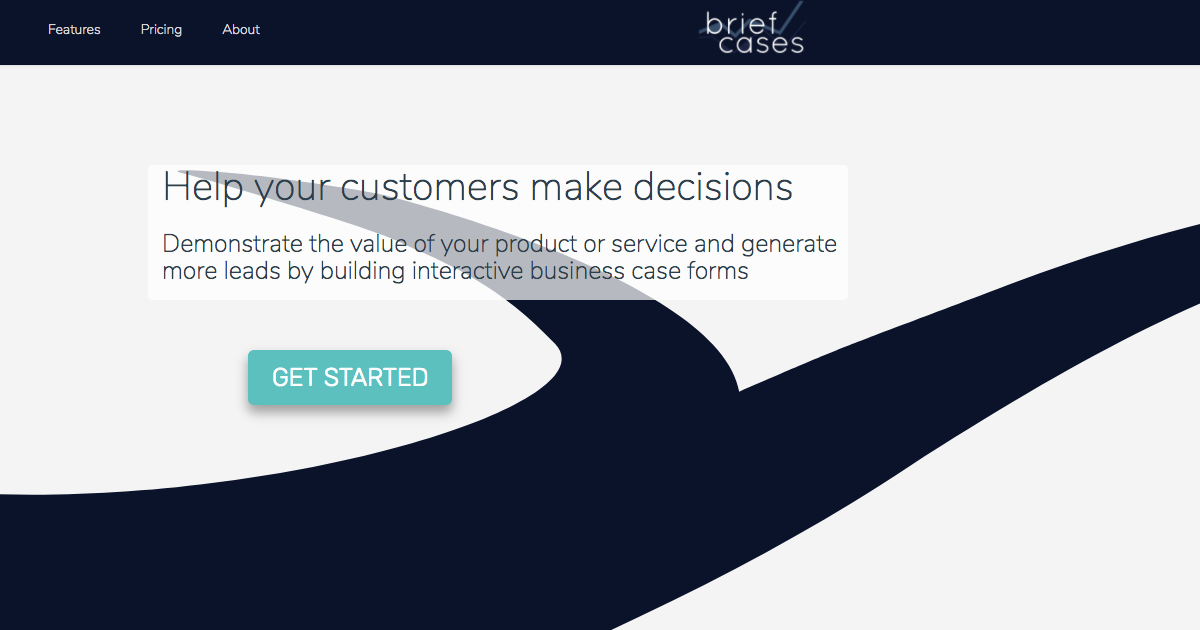 Features
Pricing
About
brief
cases
Help your customers make decisions
Demonstrate the value of your product or service and generate
more leads by building interactive business case forms
GET STARTED